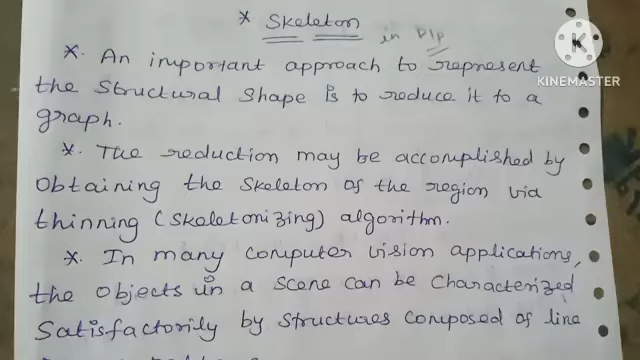 * Skeleton in DIP
*. An important approach to represent
the structural shape is to reduce it to a
graph.
*. The reduction may be accomplished by
obtaining the skeleton of the region via
thinning (skeletonizing) algorithm.
*. In many computer vision applications,
the objects in a scene can be characterized
satisfactorily by structures composed of line
K
KINEMASTER